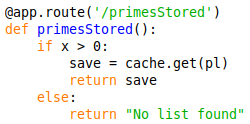 @app.route('/primesStored')
def primesStored():
    if x > 0:
        save = cache.get(pl)
        return save
    else:
        return "No list found"